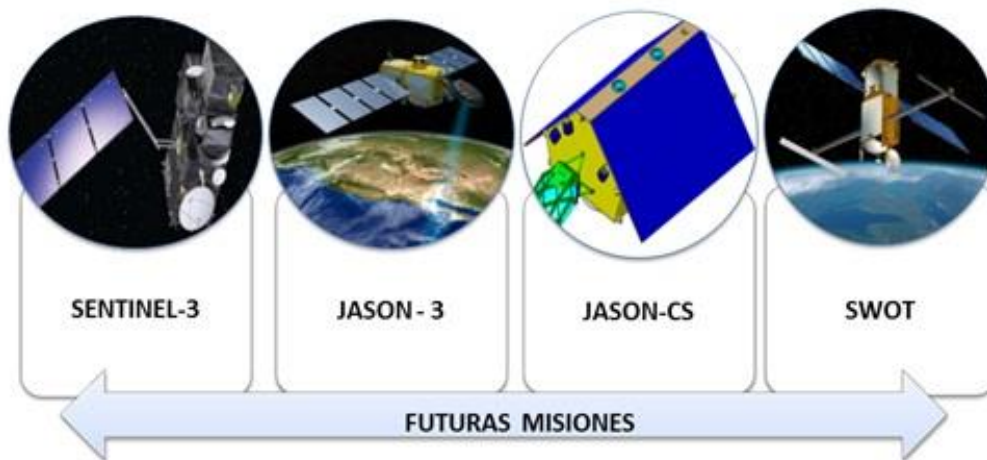 SENTINEL-3
JASON - 3
JASON-CS
SWOT
FUTURAS MISIONES